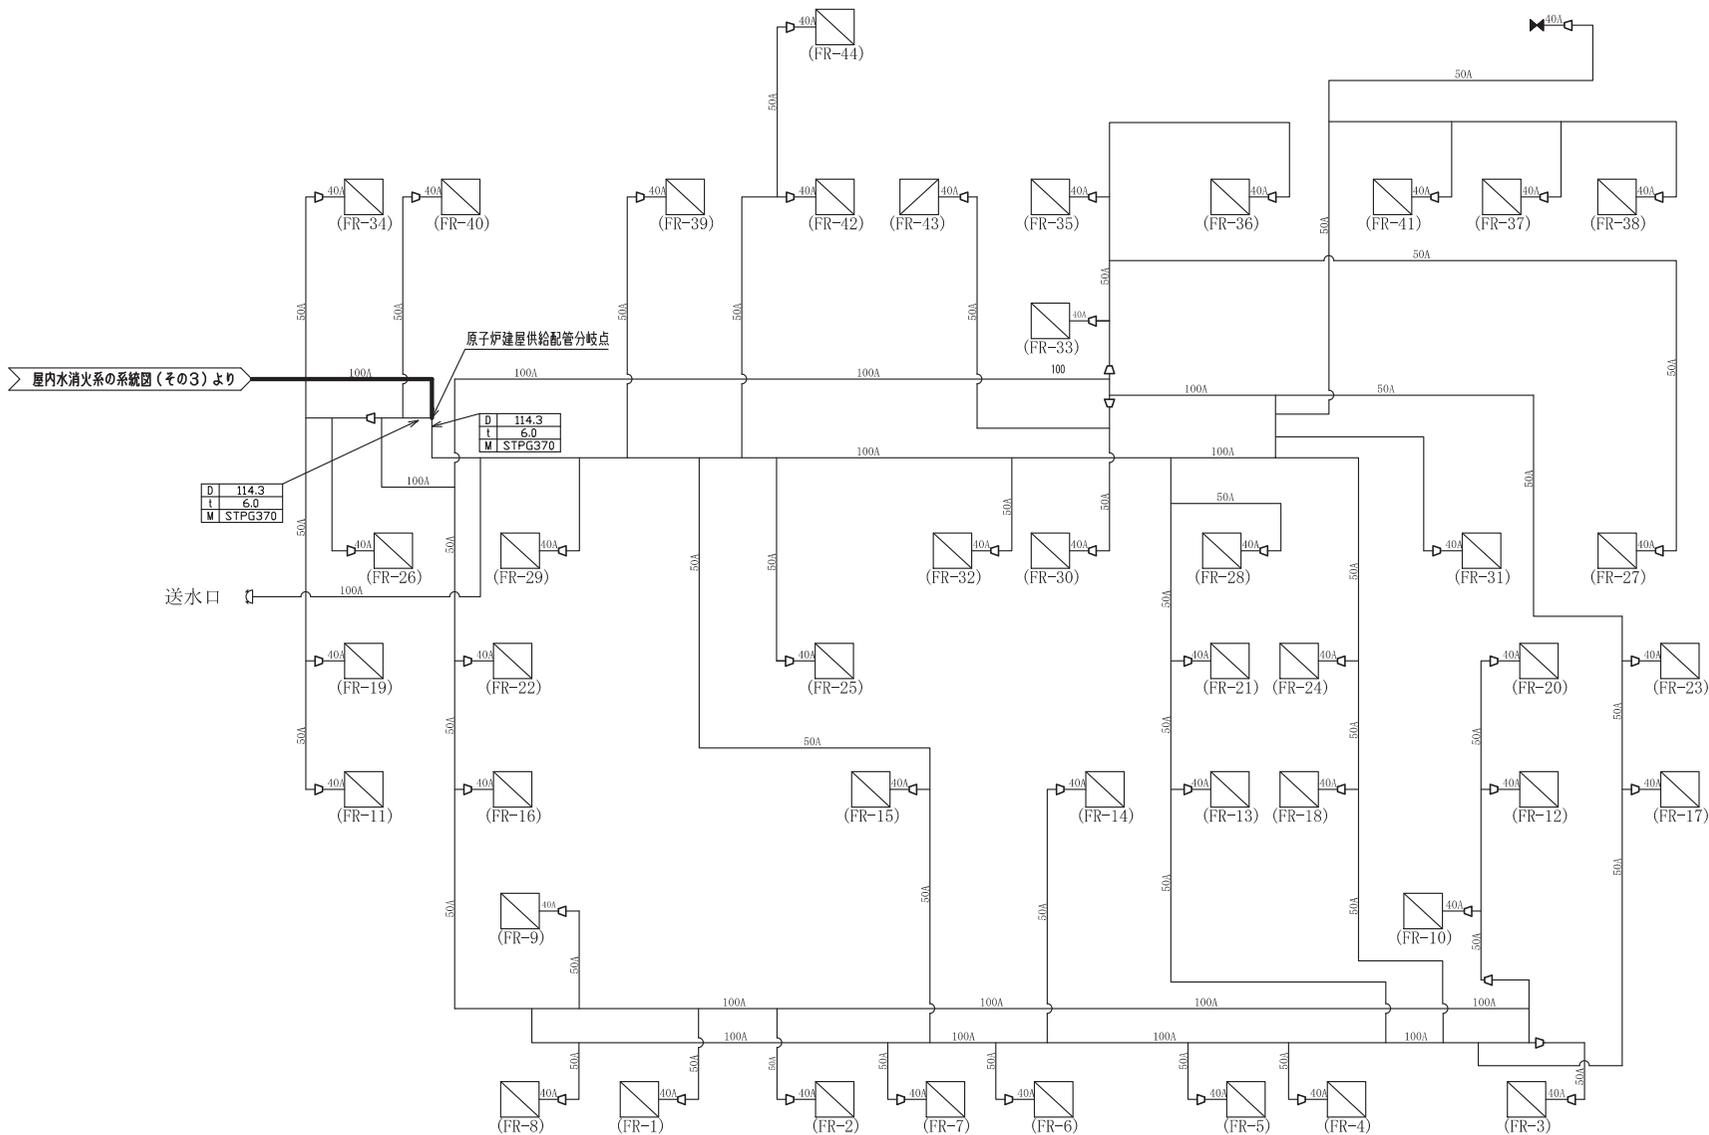 40A
(FR-44)
40A
50A
50A
40A
(FR-34)
40A
(FR-40)
40A
(FR-39)
40A
(FR-42)
40A
(FR-43)
40A
(FR-35)
40A
(FR-36)
40A
(FR-41)
40A
(FR-37)
40A
(FR-38)
50A
50A
50A
50A
50A
50A
50A
50A
40A
(FR-33)
原子炉建屋供給配管分岐点
屋内水消火系の系統図(その3)より
100A
100A
100A
100
100A
50A
50A
D 114.3
t 6.0
M STPG370
100A
100A
100A
D 114.3
t 6.0
M STPG370
50A
50A
50A
50A
50A
50A
50A
50A
40A
(FR-26)
40A
(FR-29)
40A
(FR-32)
40A
(FR-30)
40A
(FR-28)
40A
(FR-31)
40A
(FR-27)
50A
50A
送水口
100A
40A
(FR-19)
40A
(FR-22)
40A
(FR-25)
40A
(FR-21)
40A
(FR-24)
40A
(FR-20)
40A
(FR-23)
50A
50A
50A
50A
50A
50A
50A
40A
(FR-11)
40A
(FR-16)
40A
(FR-15)
40A
(FR-14)
40A
(FR-13)
40A
(FR-18)
40A
(FR-12)
40A
(FR-17)
50A
50A
50A
50A
50A
50A
40A
(FR-9)
40A
(FR-10)
50A
50A
100A
100A
100A
100A
100A
100A
100A
100A
50A
50A
50A
50A
50A
50A
50A
50A
40A
(FR-8)
40A
(FR-1)
40A
(FR-2)
40A
(FR-7)
40A
(FR-6)
40A
(FR-5)
40A
(FR-4)
40A
(FR-3)